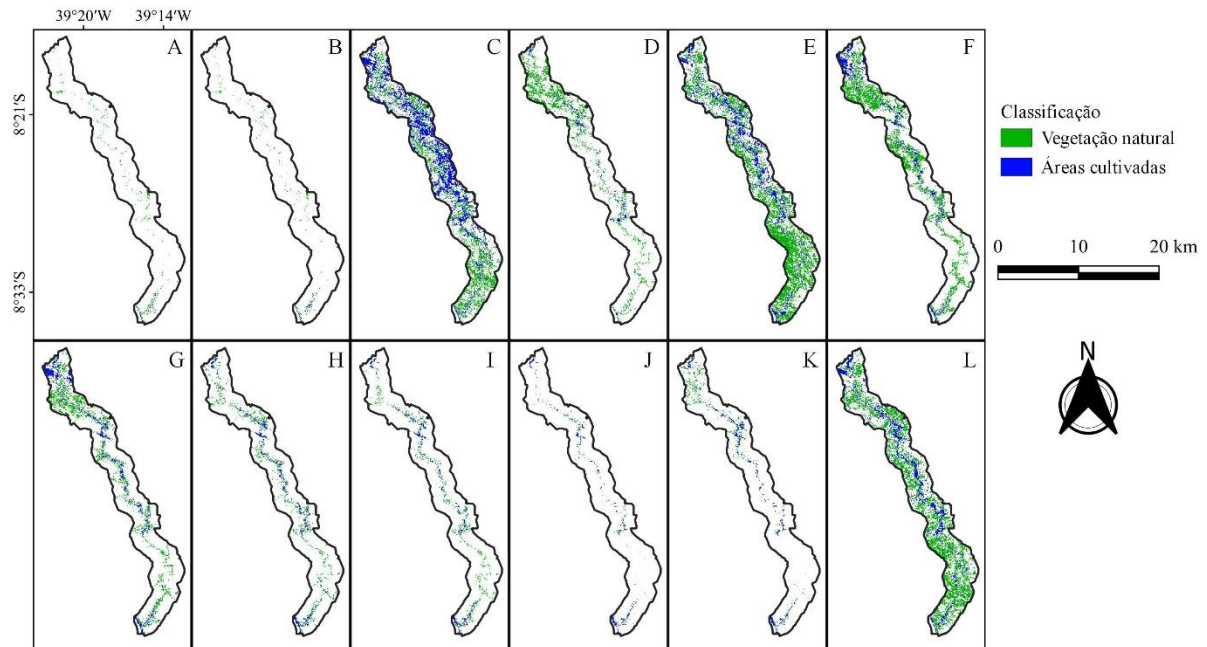 39°20'W 39°14'W
A B C D E F
8°21'S
8°33'S
Classificação
Vegetação natural
Áreas cultivadas
0 10 20 km
N
G H I J K L